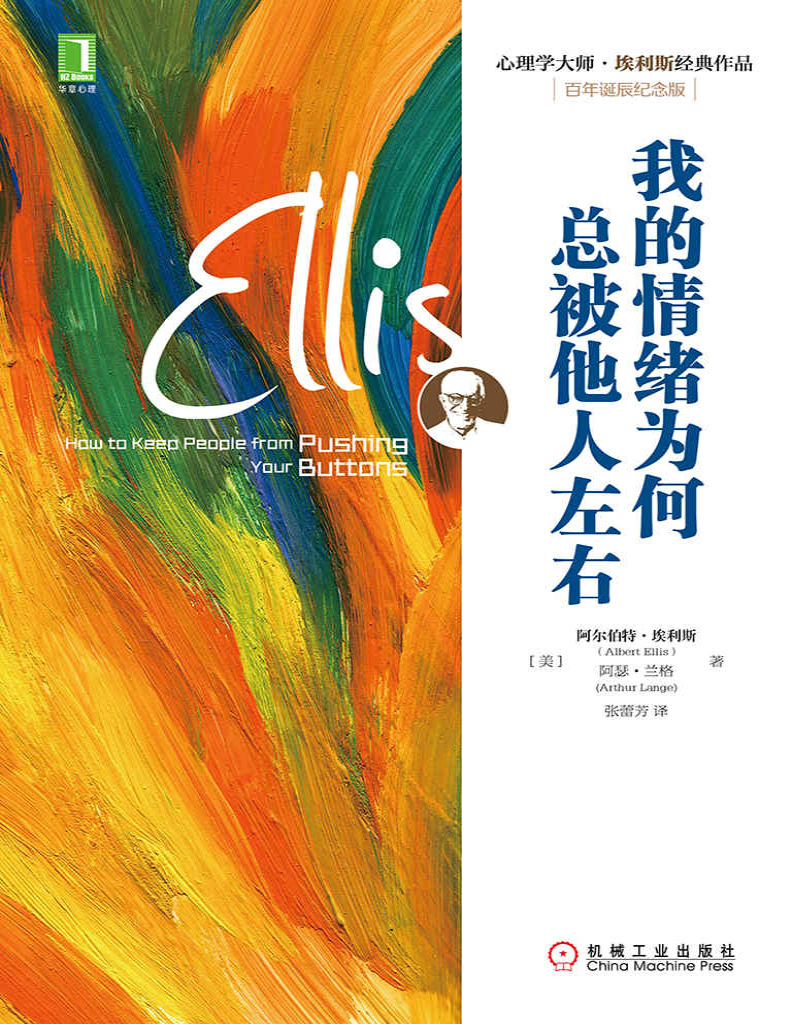 HZ Books
华章心理
心理学大师·埃利斯经典作品
百年诞辰纪念版
我的情绪为何
总被他人左右
Ellis
How to Keep People from Pushing
Your Buttons
阿尔伯特·埃利斯
(Albert Ellis)
[美]
阿瑟·兰格
著
(Arthur Lange)
张蕾芳 译
机械工业出版社
China Machine Press